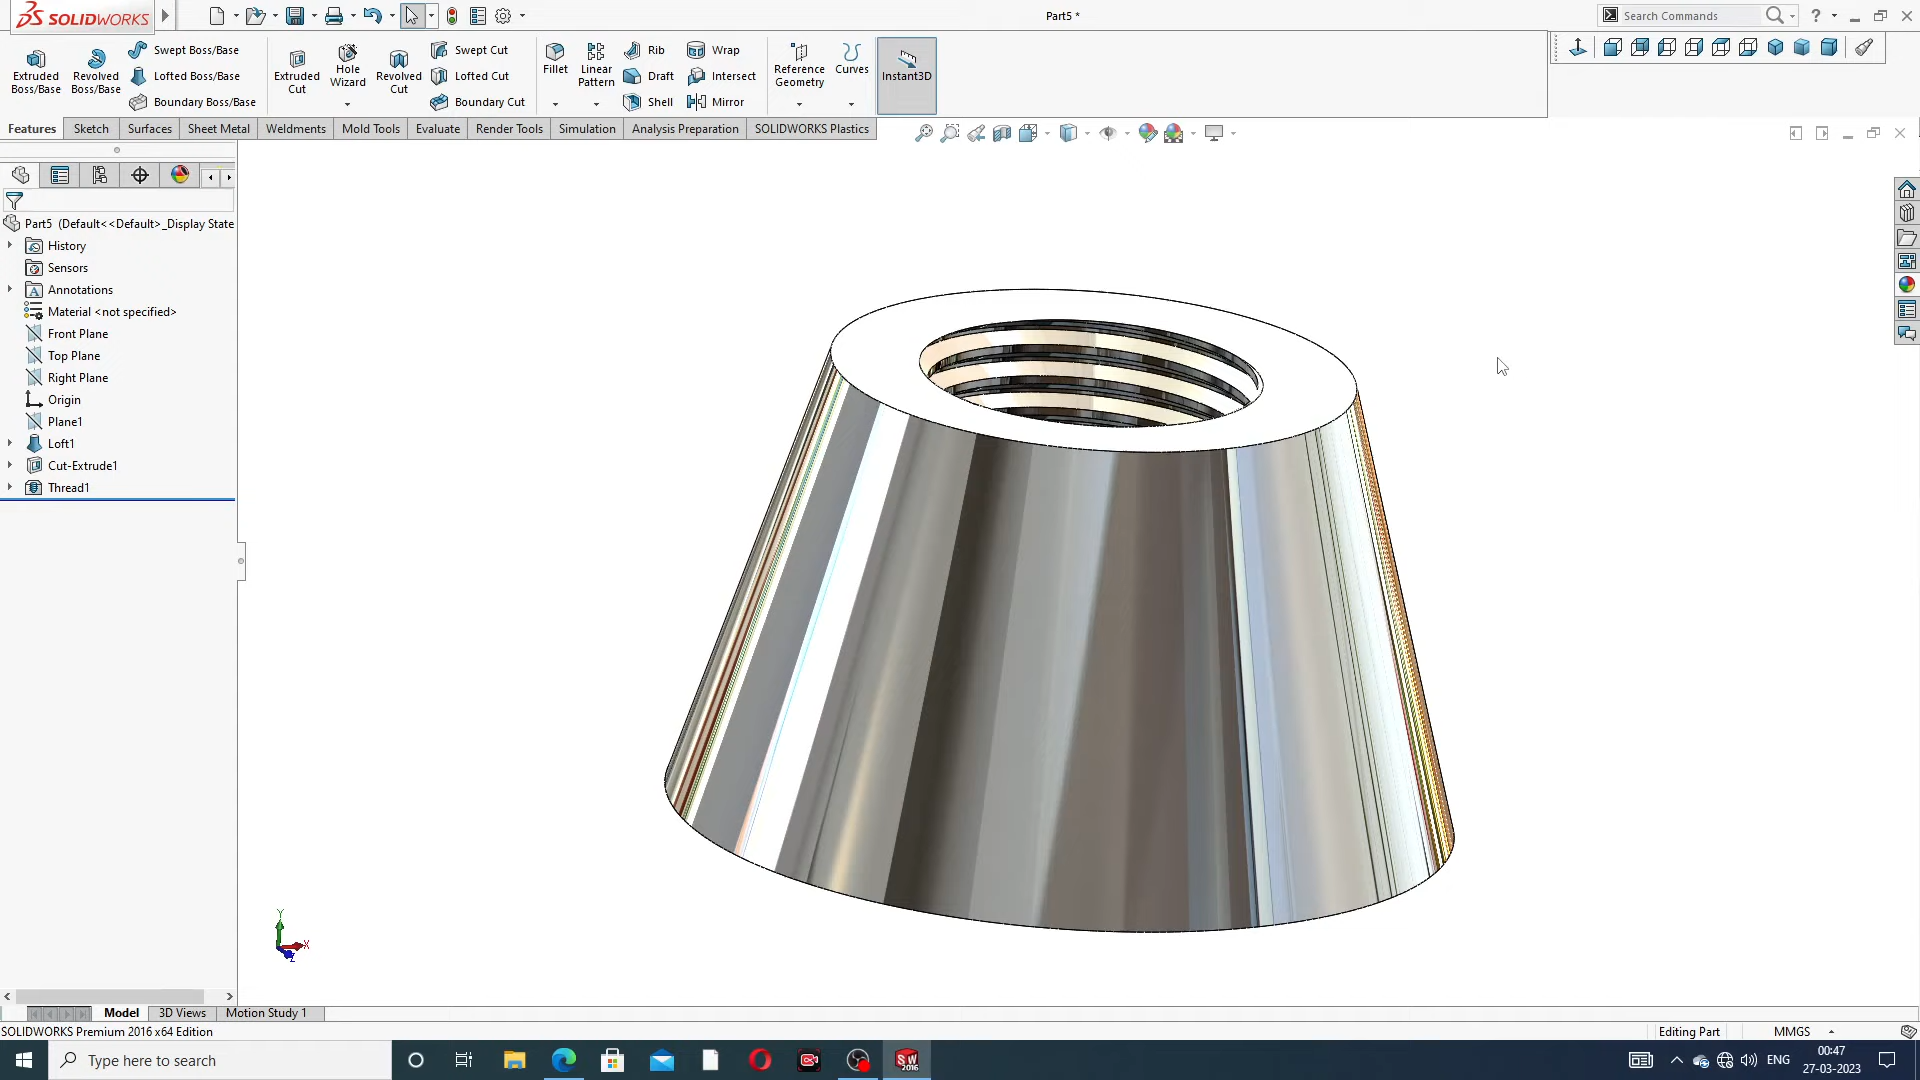 SOLIDWORKS
Part5 *
Search Commands
?
Extruded Boss/Base
Revolved Boss/Base
Swept Boss/Base
Lofted Boss/Base
Boundary Boss/Base
Extruded Cut
Hole Wizard
Revolved Cut
Swept Cut
Lofted Cut
Boundary Cut
Fillet
Linear Pattern
Rib
Draft
Shell
Wrap
Intersect
Mirror
Reference Geometry
Curves
Instant3D
Features
Sketch
Surfaces
Sheet Metal
Weldments
Mold Tools
Evaluate
Render Tools
Simulation
Analysis Preparation
SOLIDWORKS Plastics
Part5 (Default<<Default>_Display State
History
Sensors
Annotations
Material <not specified>
Front Plane
Top Plane
Right Plane
Origin
Plane1
Loft1
Cut-Extrude1
Thread1
Y
X
Z
Model
3D Views
Motion Study 1
SOLIDWORKS Premium 2016 x64 Edition
Editing Part
MMGS
Type here to search
SW
2016
ENG
00:47
27-03-2023